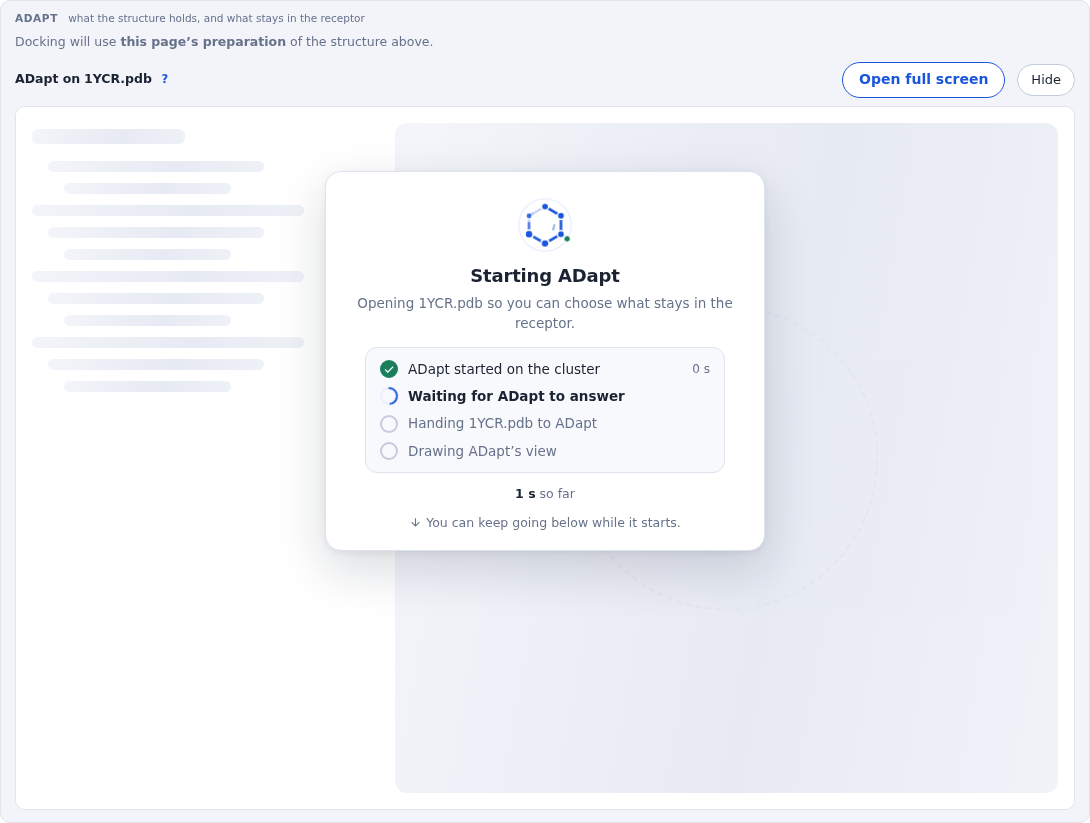 ADAPT what the structure holds, and what stays in the receptor
Docking will use this page’s preparation of the structure above.
ADapt on 1YCR.pdb ?
Open full screen
Hide
Starting ADapt
Opening 1YCR.pdb so you can choose what stays in the
receptor.
ADapt started on the cluster 0 s
Waiting for ADapt to answer
Handing 1YCR.pdb to ADapt
Drawing ADapt’s view
1 s so far
↓ You can keep going below while it starts.